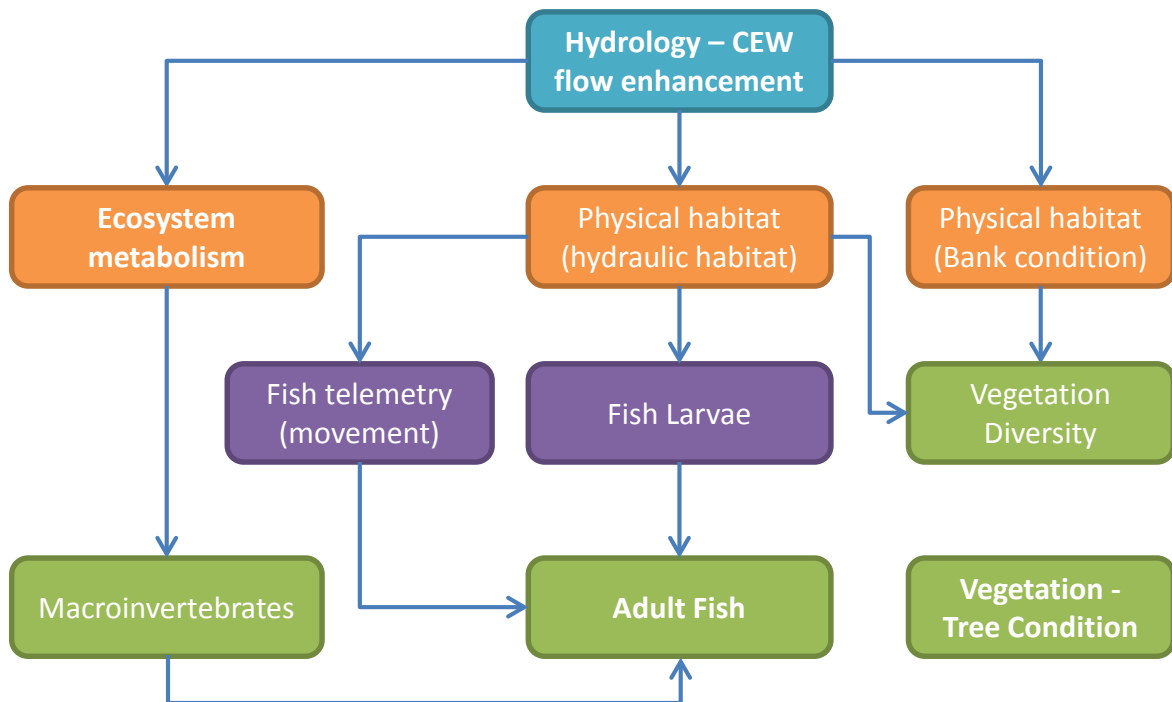 Hydrology – CEW
flow enhancement
Ecosystem
metabolism
Physical habitat
(hydraulic habitat)
Physical habitat
(Bank condition)
Fish telemetry
(movement)
Fish Larvae
Vegetation
Diversity
Macroinvertebrates
Adult Fish
Vegetation -
Tree Condition